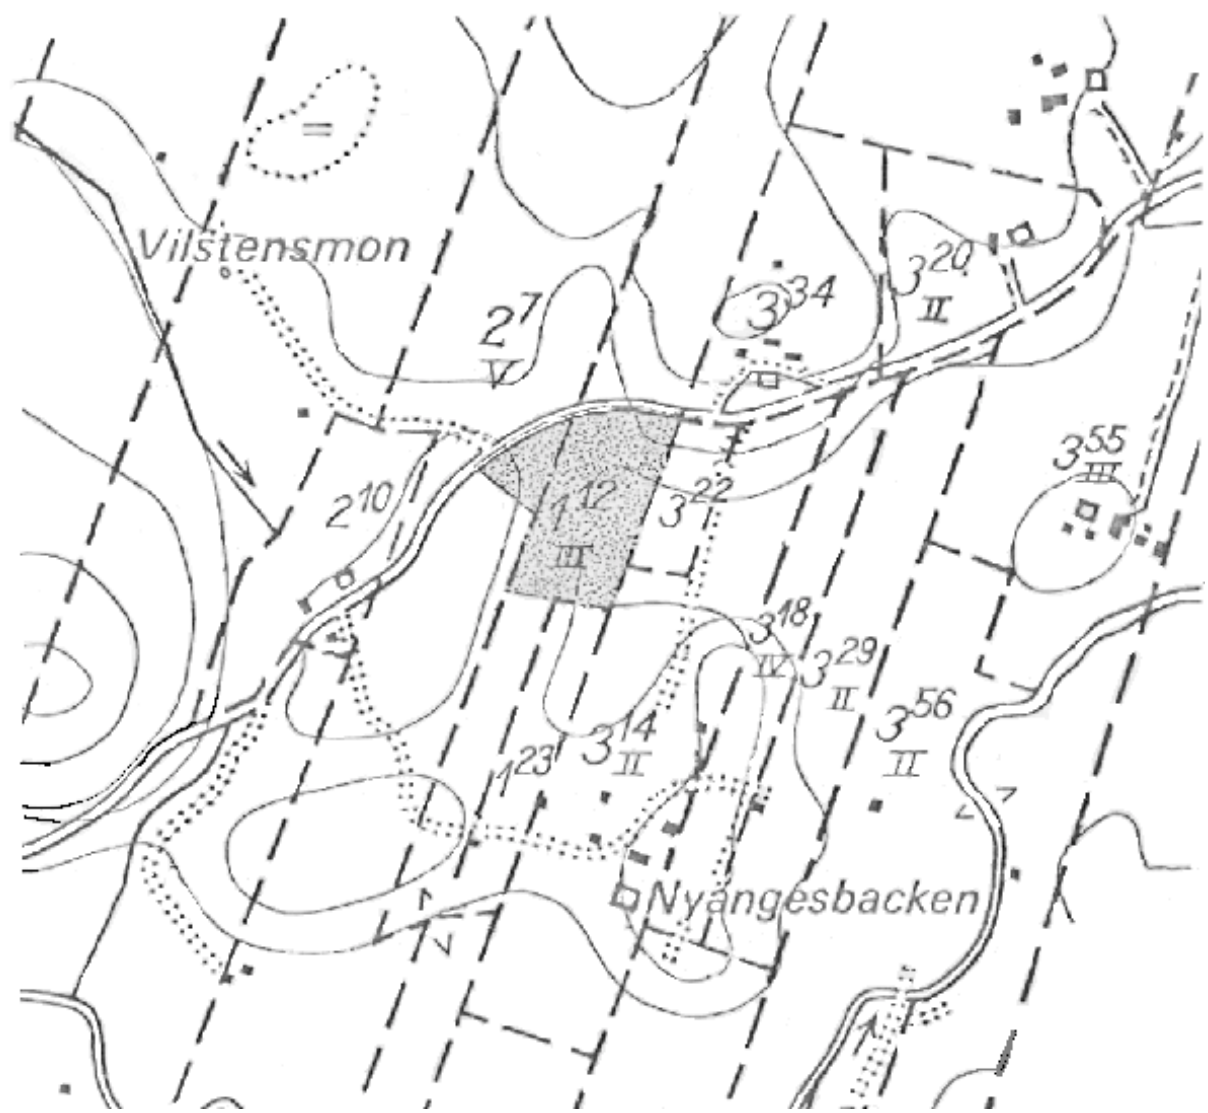 Vilstensmon
3²⁰
II
3³⁴
2⁷
V
3⁵⁵
III
2¹⁰
1¹²
III
3²²
3¹⁸
IV
3²⁹
II
3⁵⁶
II
3¹⁴
II
1²³
Nyangesbacken